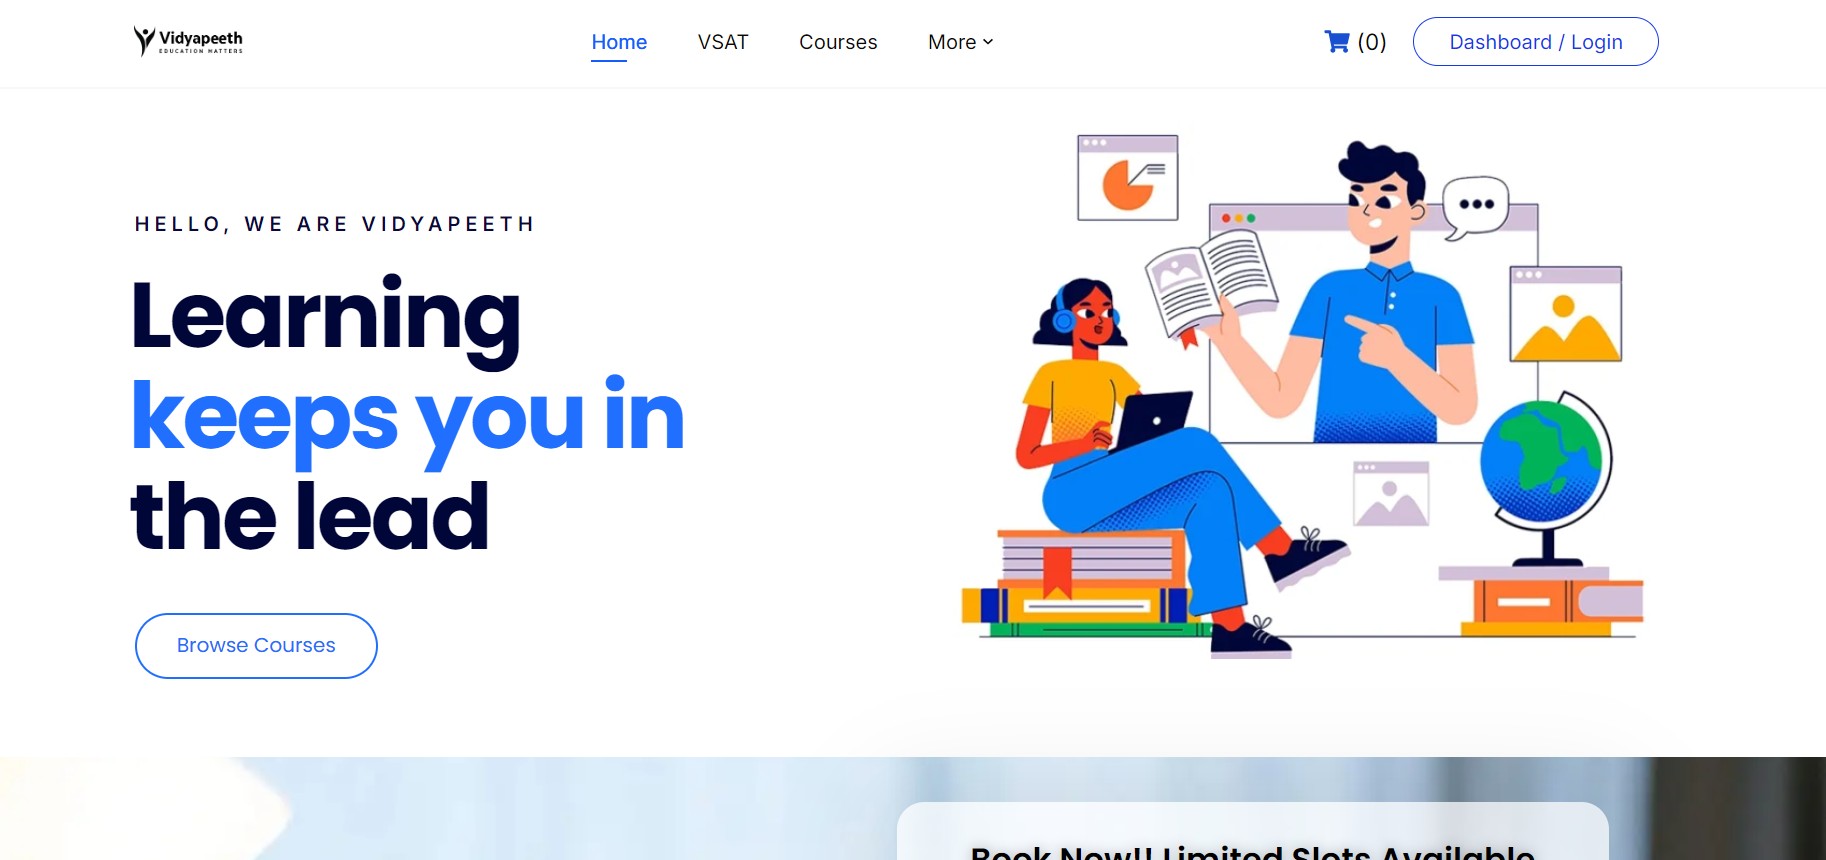 Vidyapeeth
EDUCATION MATTERS
Home
VSAT
Courses
More
(0)
Dashboard / Login
HELLO, WE ARE VIDYAPEETH
Learning
keeps you in
the lead
Browse Courses
Book Now!! Limited Slots Available